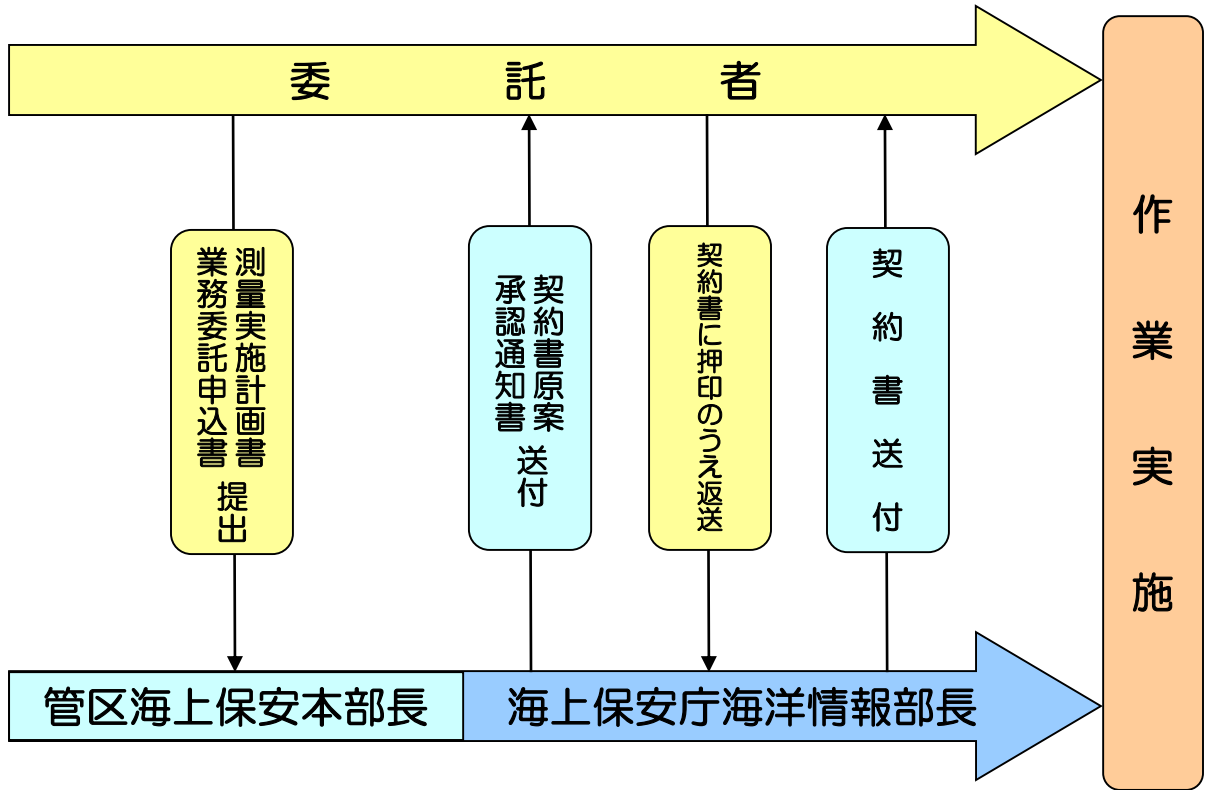 委託者
測量実施計画書
業務委託申込書
提出
契約書原案
承認通知書
送付
契約書に押印のうえ返送
契約書送付
管区海上保安本部長
海上保安庁海洋情報部長
作業実施